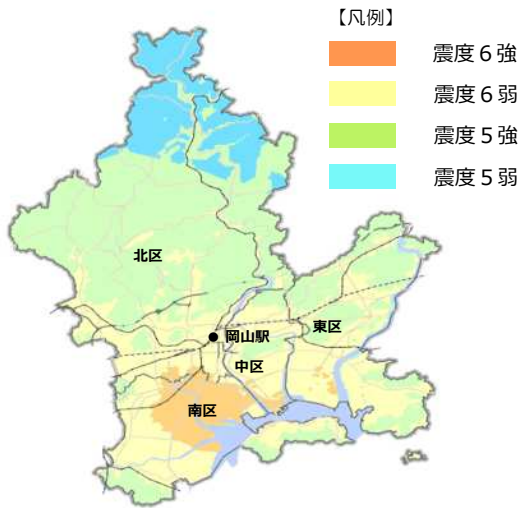 【凡例】
震度６強
震度６弱
震度５強
震度５弱
北区
岡山駅
東区
中区
南区